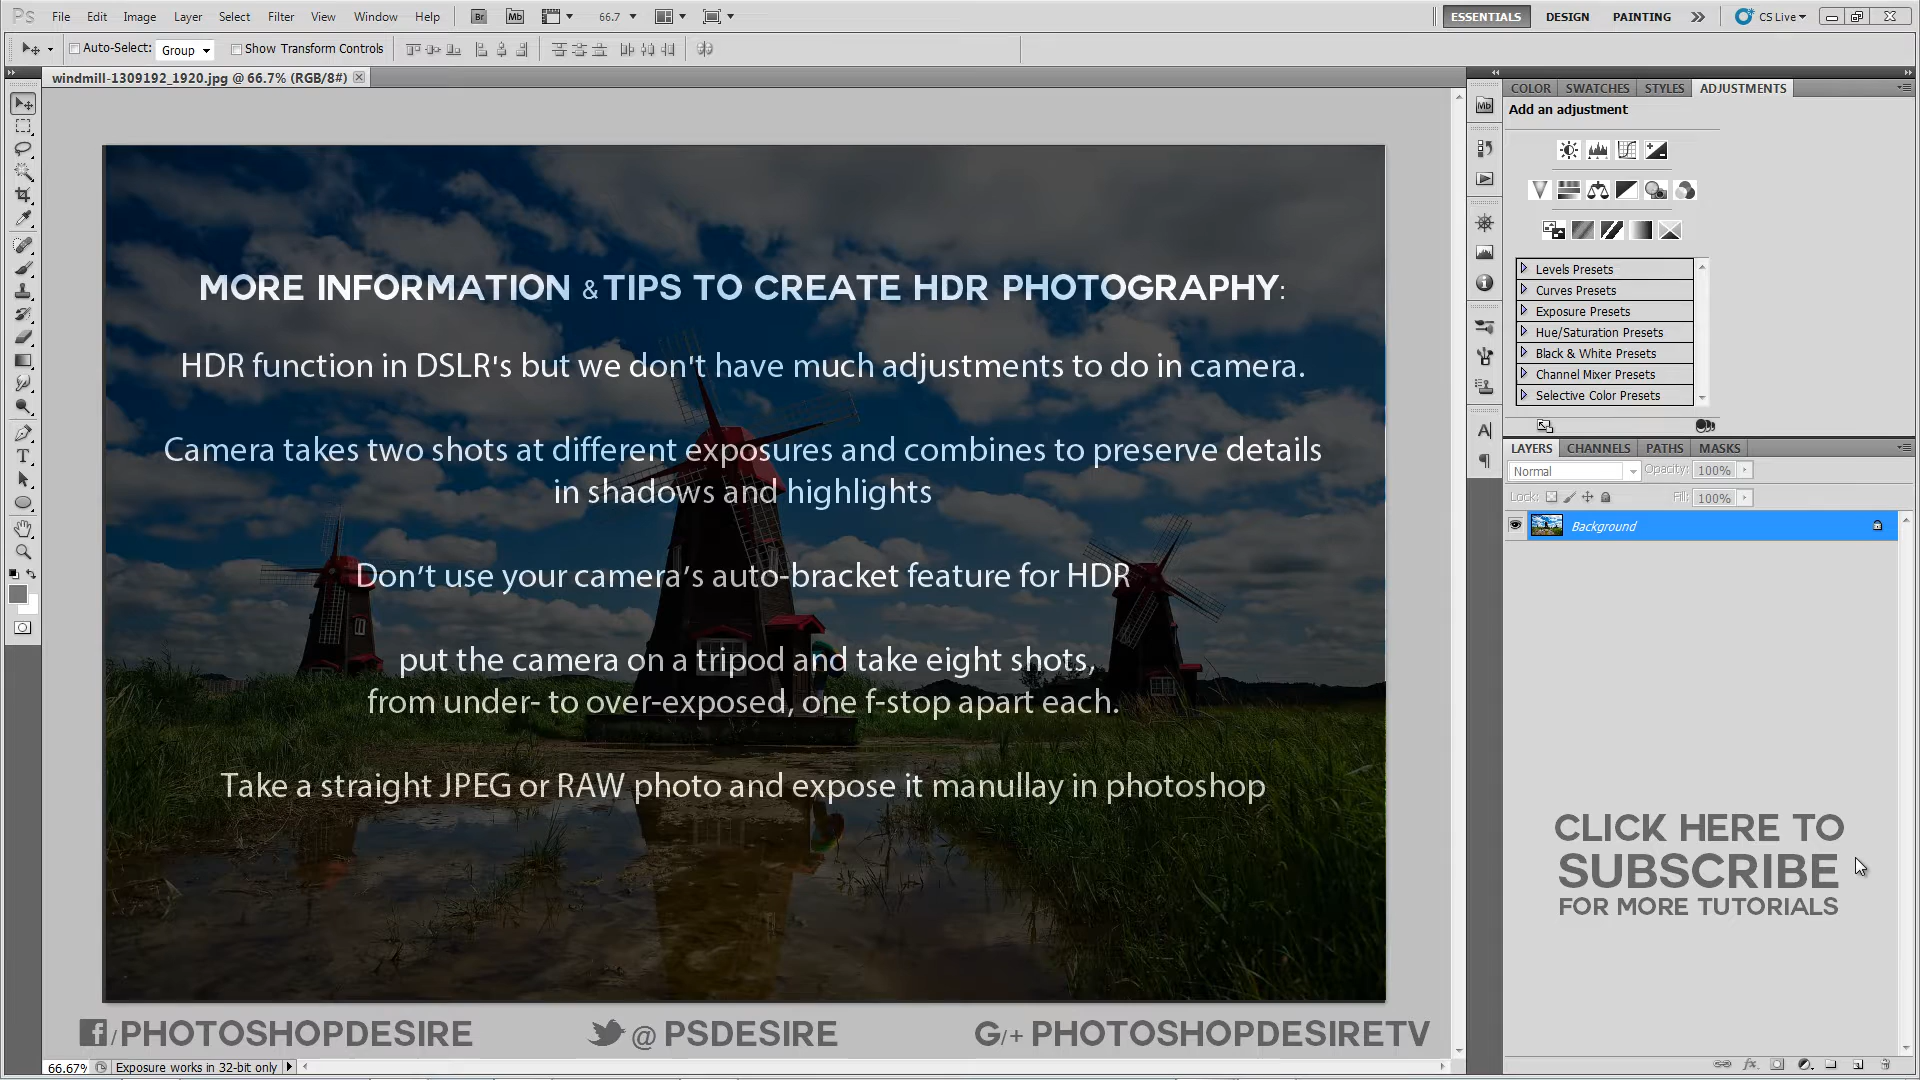 Ps File Edit Image Layer Select Filter View Window Help Br Mb 66.7 ESSENTIALS DESIGN PAINTING CS Live
Auto-Select: Group Show Transform Controls
windmill-1309192_1920.jpg @ 66.7% (RGB/8#)
COLOR SWATCHES STYLES ADJUSTMENTS
Add an adjustment
Levels Presets
Curves Presets
Exposure Presets
Hue/Saturation Presets
Black & White Presets
Channel Mixer Presets
Selective Color Presets
LAYERS CHANNELS PATHS MASKS
Normal Opacity: 100%
Lock: Fill: 100%
Background
MORE INFORMATION & TIPS TO CREATE HDR PHOTOGRAPHY:
HDR function in DSLR's but we don't have much adjustments to do in camera.
Camera takes two shots at different exposures and combines to preserve details
in shadows and highlights
Don’t use your camera’s auto-bracket feature for HDR
put the camera on a tripod and take eight shots,
from under- to over-exposed, one f-stop apart each.
Take a straight JPEG or RAW photo and expose it manullay in photoshop
CLICK HERE TO
SUBSCRIBE
FOR MORE TUTORIALS
f/PHOTOSHOPDESIRE @ PSDESIRE G/+ PHOTOSHOPDESIRETV
66.67% Exposure works in 32-bit only